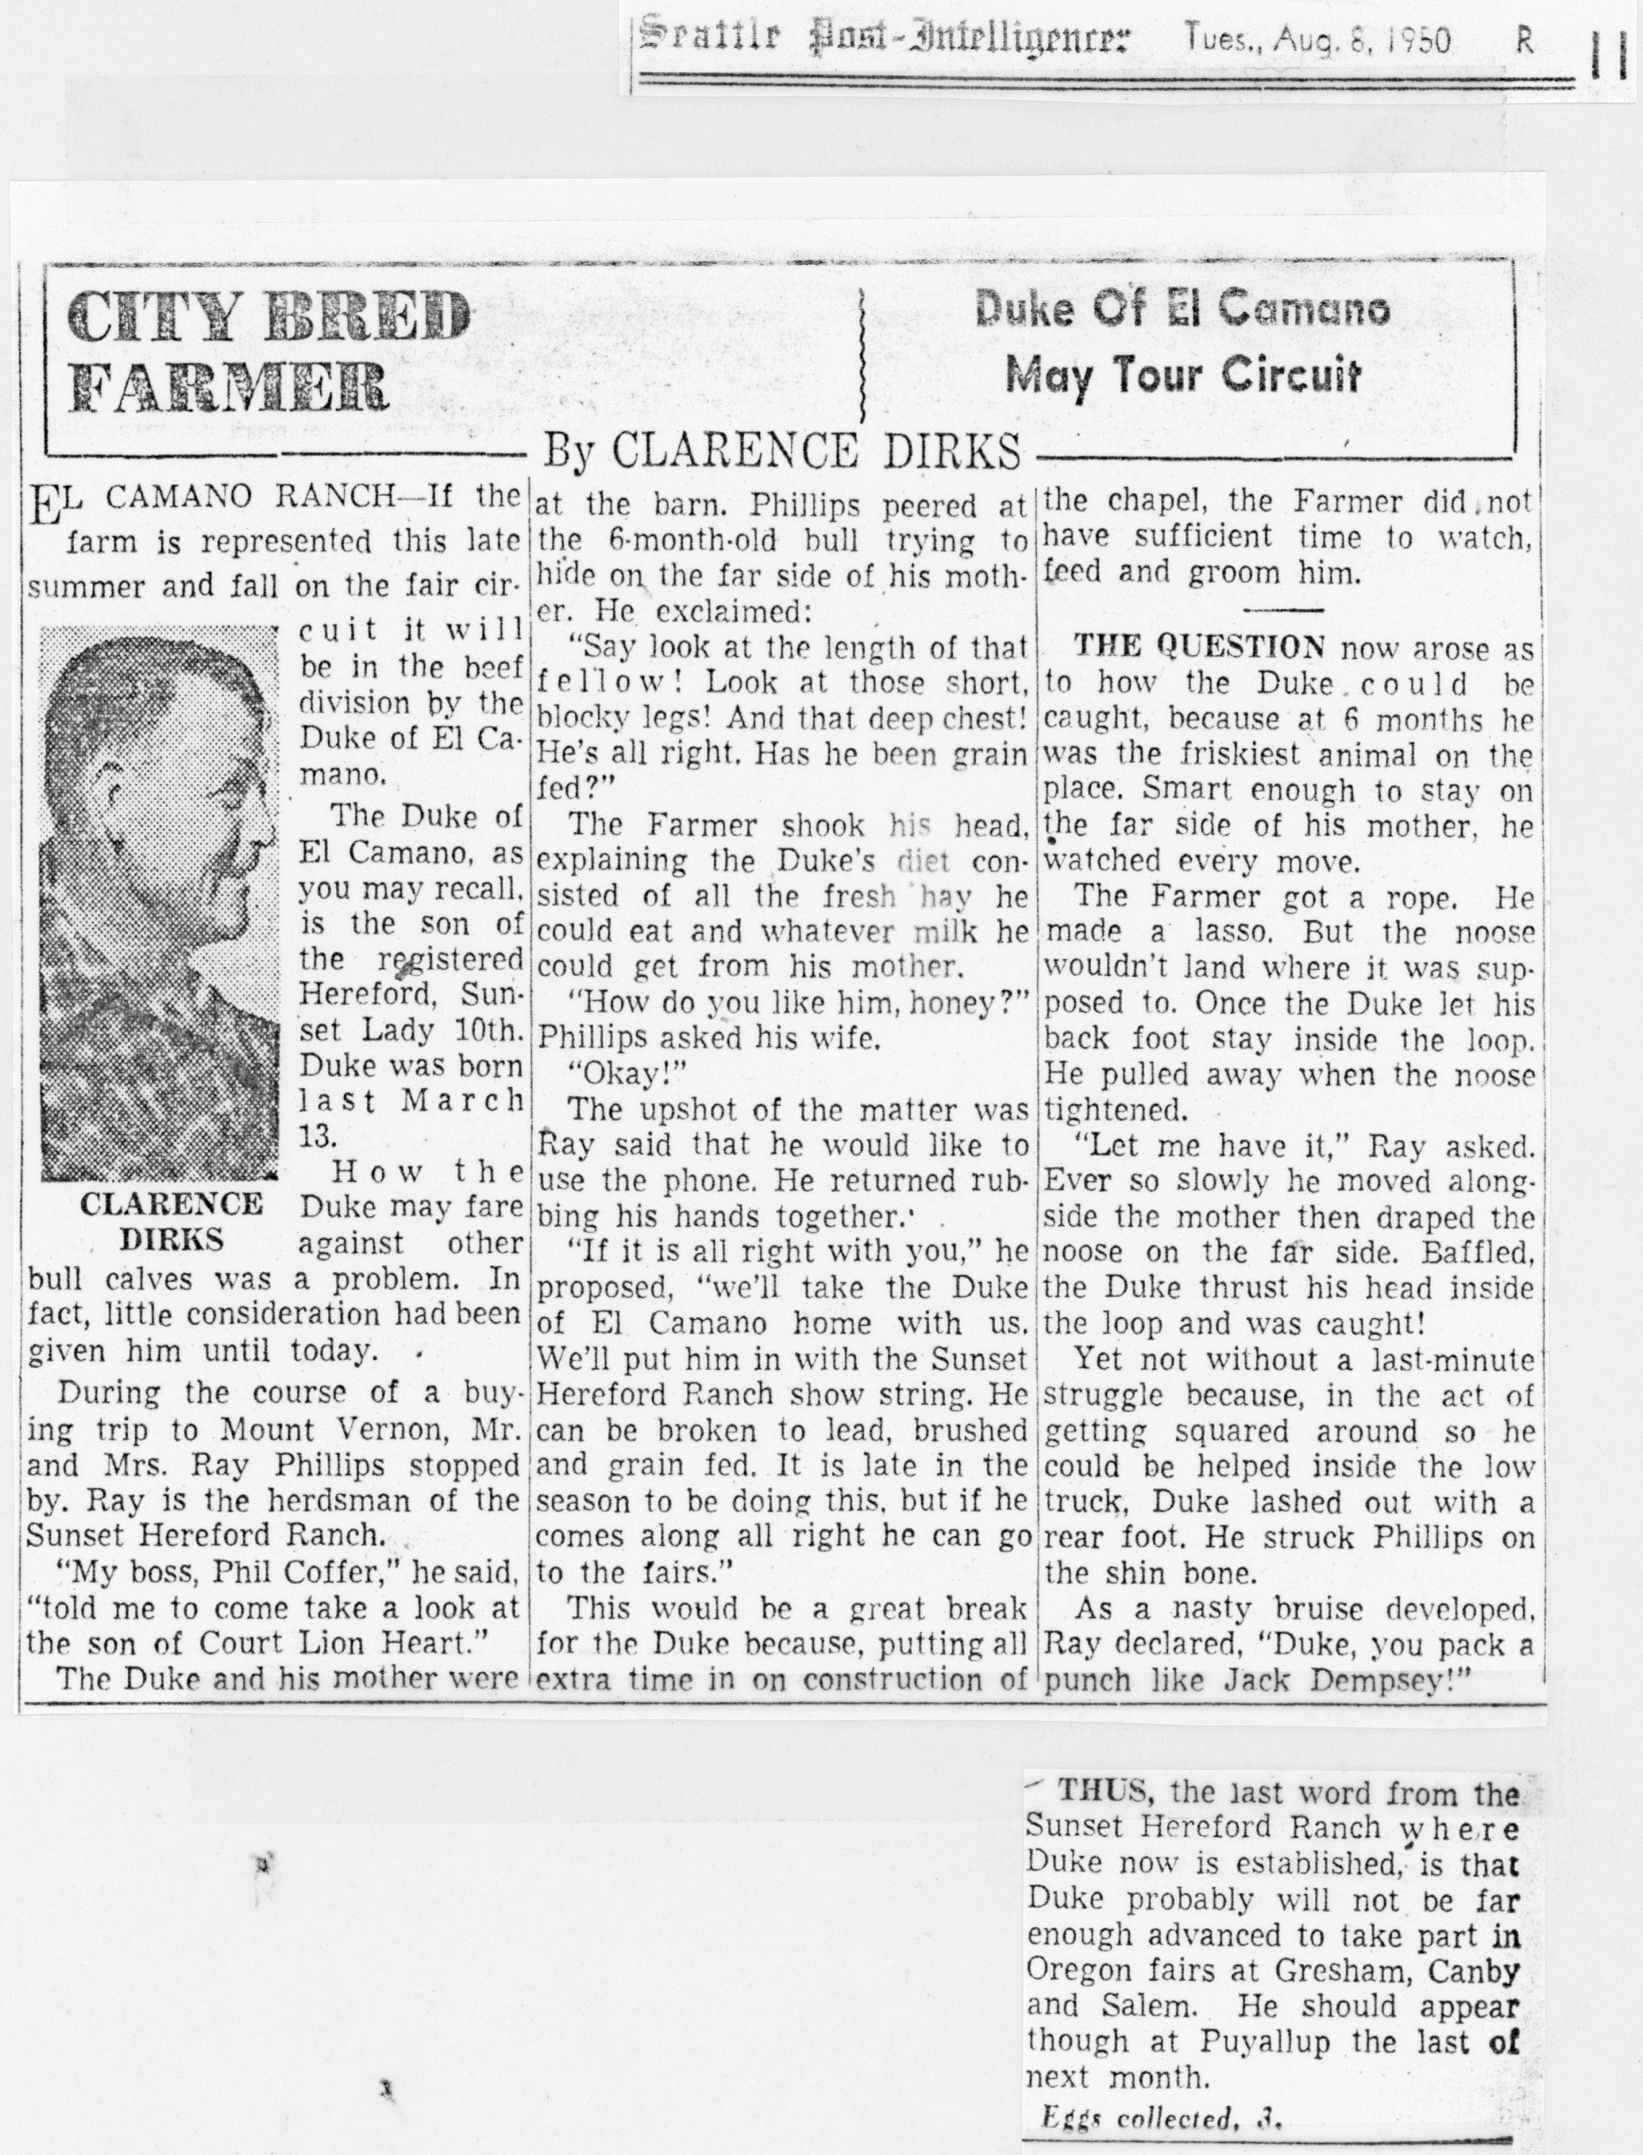 Seattle Post-Intelligencer Tues., Aug. 8, 1950 R 11
CITY BRED
FARMER
Duke Of El Camano
May Tour Circuit
By CLARENCE DIRKS
EL CAMANO RANCH—If the
farm is represented this late
summer and fall on the fair cir-
cuit it will
be in the beef
division by the
Duke of El Ca-
mano.
The Duke of
El Camano, as
you may recall,
is the son of
the registered
Hereford, Sun-
set Lady 10th.
Duke was born
last March
13.
How the
Duke may fare
against other
CLARENCE
DIRKS
bull calves was a problem. In
fact, little consideration had been
given him until today.
During the course of a buy-
ing trip to Mount Vernon, Mr.
and Mrs. Ray Phillips stopped
by. Ray is the herdsman of the
Sunset Hereford Ranch.
"My boss, Phil Coffer," he said,
"told me to come take a look at
the son of Court Lion Heart."
The Duke and his mother were
at the barn. Phillips peered at
the 6-month-old bull trying to
hide on the far side of his moth-
er. He exclaimed:
"Say look at the length of that
fellow! Look at those short,
blocky legs! And that deep chest!
He's all right. Has he been grain
fed?"
The Farmer shook his head,
explaining the Duke's diet con-
sisted of all the fresh hay he
could eat and whatever milk he
could get from his mother.
"How do you like him, honey?"
Phillips asked his wife.
"Okay!"
The upshot of the matter was
Ray said that he would like to
use the phone. He returned rub-
bing his hands together.
"If it is all right with you," he
proposed, "we'll take the Duke
of El Camano home with us.
We'll put him in with the Sunset
Hereford Ranch show string. He
can be broken to lead, brushed
and grain fed. It is late in the
season to be doing this, but if he
comes along all right he can go
to the fairs."
This would be a great break
for the Duke because, putting all
extra time in on construction of
the chapel, the Farmer did not
have sufficient time to watch,
feed and groom him.
THE QUESTION now arose as
to how the Duke could be
caught, because at 6 months he
was the friskiest animal on the
place. Smart enough to stay on
the far side of his mother, he
watched every move.
The Farmer got a rope. He
made a lasso. But the noose
wouldn't land where it was sup-
posed to. Once the Duke let his
back foot stay inside the loop.
He pulled away when the noose
tightened.
"Let me have it," Ray asked.
Ever so slowly he moved along-
side the mother then draped the
noose on the far side. Baffled,
the Duke thrust his head inside
the loop and was caught!
Yet not without a last-minute
struggle because, in the act of
getting squared around so he
could be helped inside the low
truck, Duke lashed out with a
rear foot. He struck Phillips on
the shin bone.
As a nasty bruise developed,
Ray declared, "Duke, you pack a
punch like Jack Dempsey!"
THUS, the last word from the
Sunset Hereford Ranch where
Duke now is established, is that
Duke probably will not be far
enough advanced to take part in
Oregon fairs at Gresham, Canby
and Salem. He should appear
though at Puyallup the last of
next month.
Eggs collected, 3.